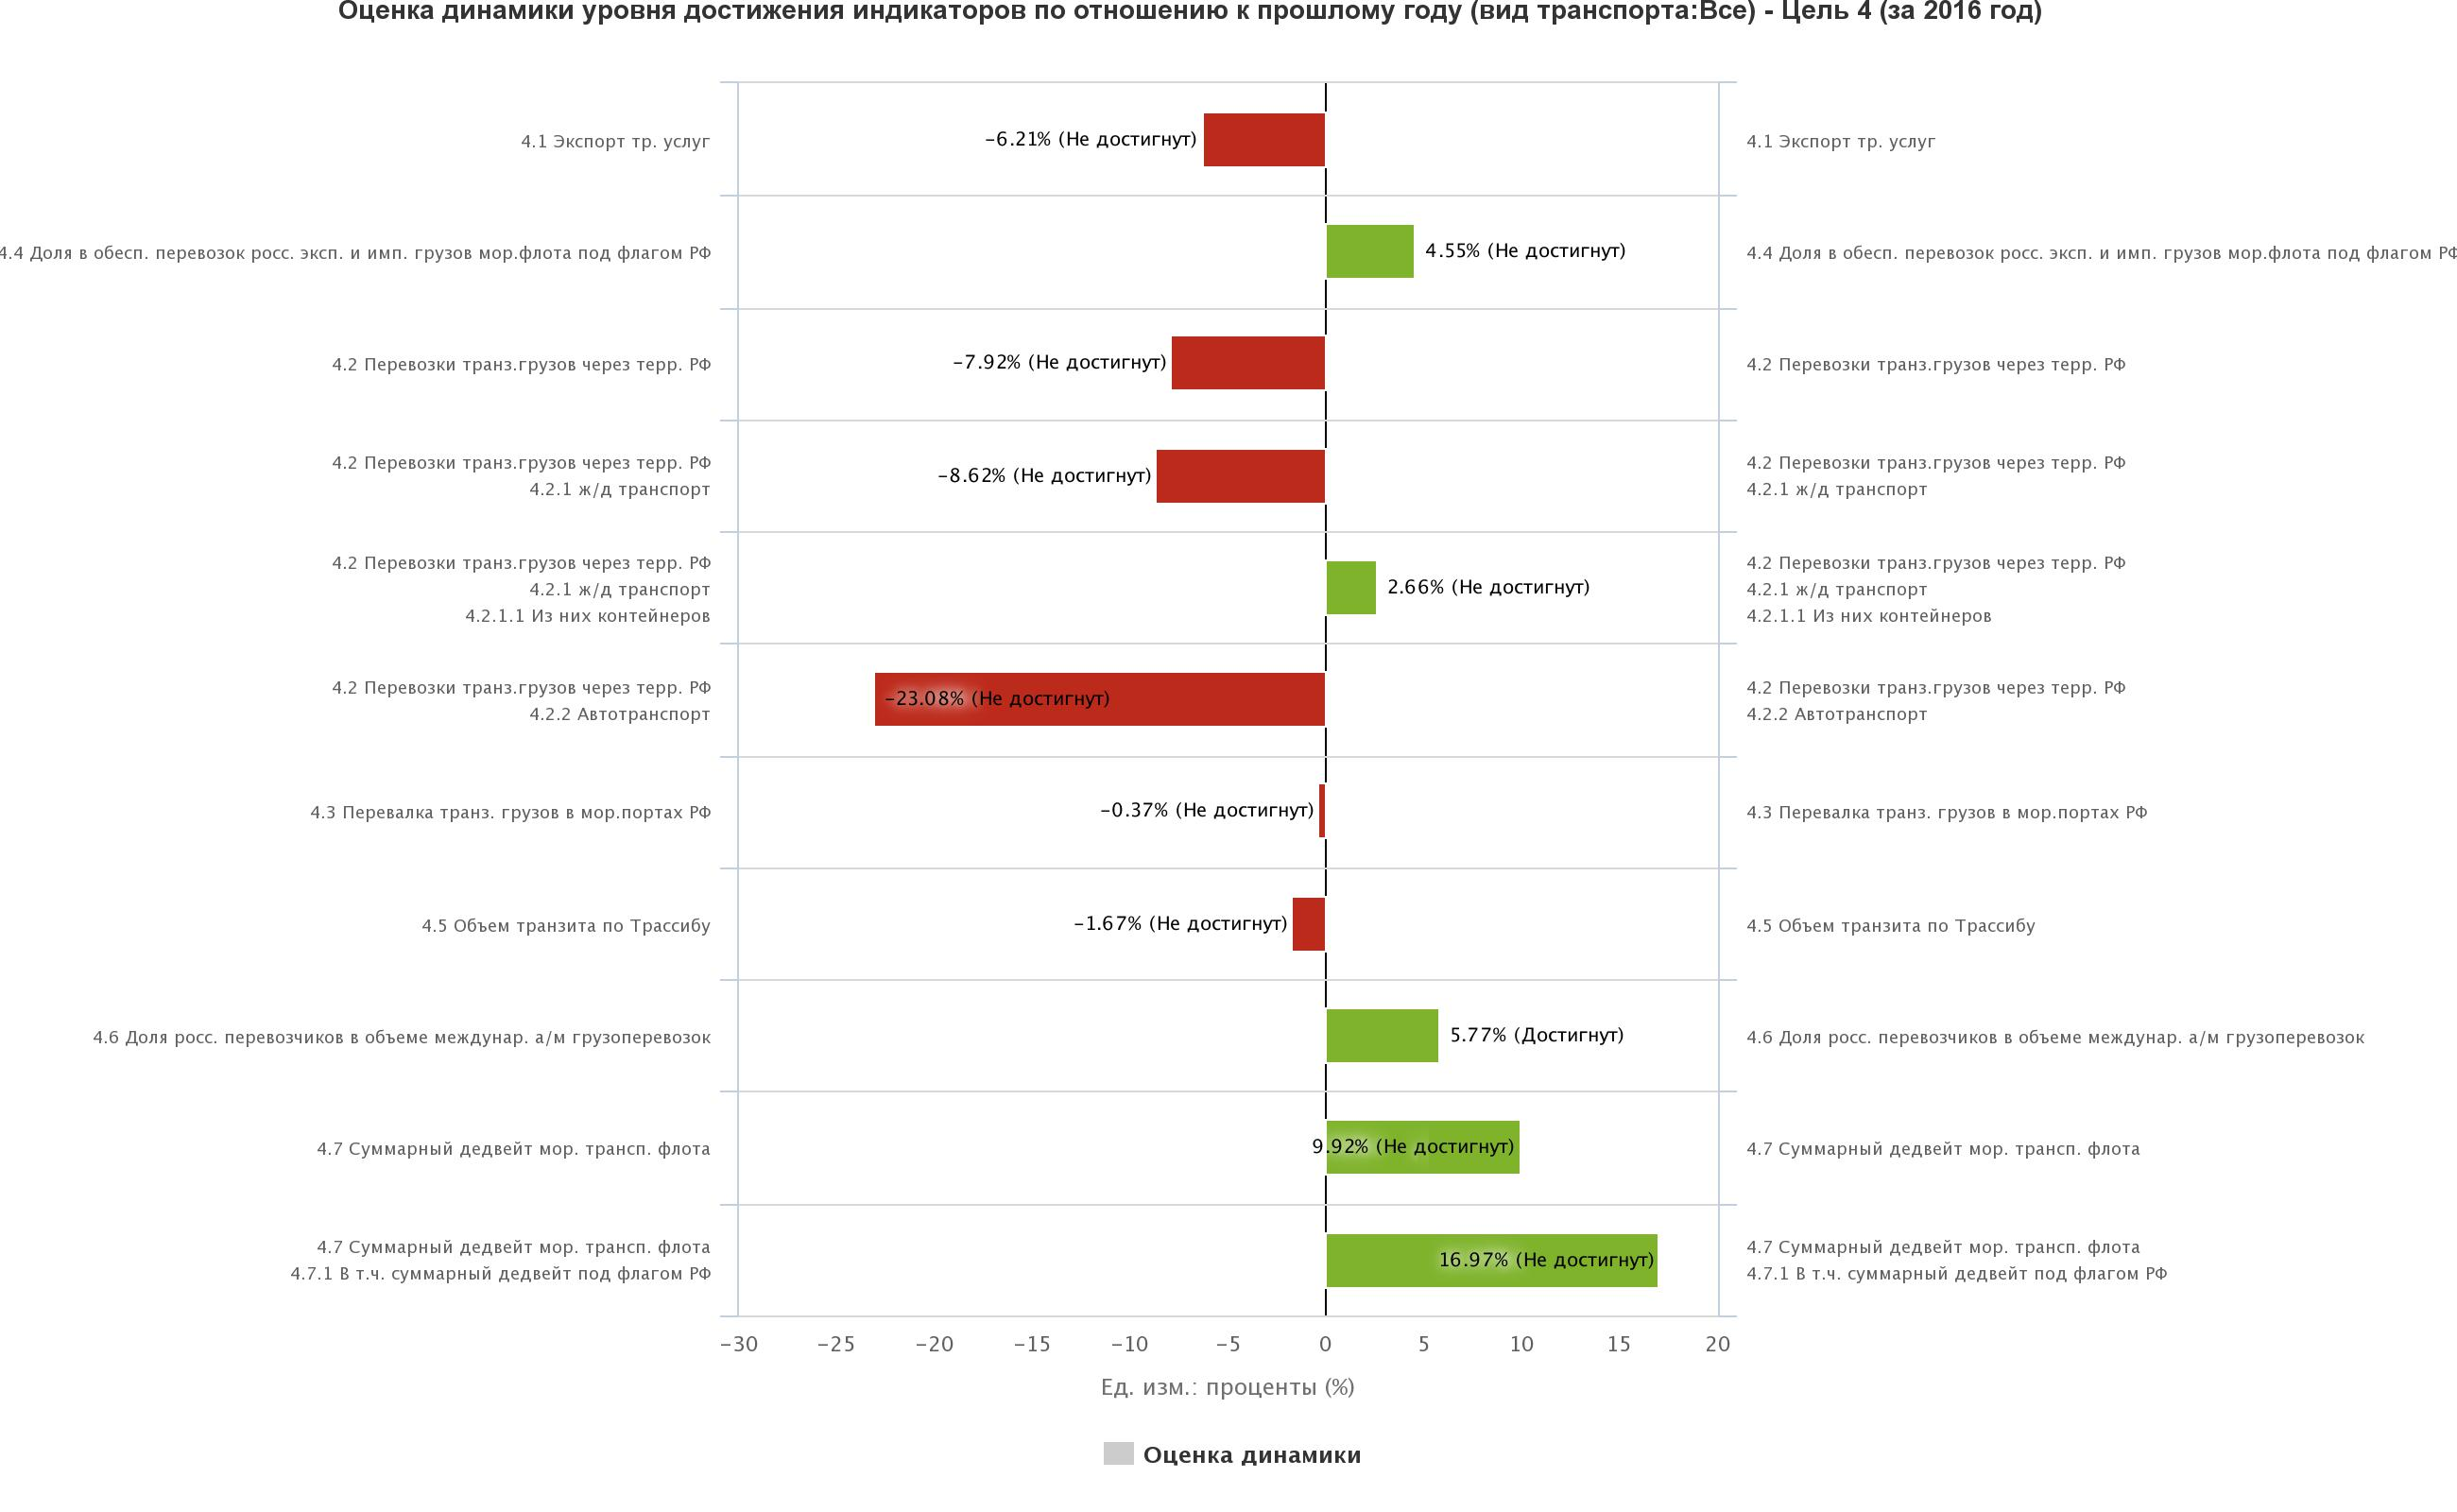 Оценка динамики уровня достижения индикаторов по отношению к прошлому году (вид транспорта:Все) - Цель 4 (за 2016 год)
4.1 Экспорт тр. услуг
−6.21% (Не достигнут)
4.1 Экспорт тр. услуг
4.4 Доля в обесп. перевозок росс. эксп. и имп. грузов мор.флота под флагом РФ
4.55% (Не достигнут)
4.4 Доля в обесп. перевозок росс. эксп. и имп. грузов мор.флота под флагом РФ
4.2 Перевозки транз.грузов через терр. РФ
−7.92% (Не достигнут)
4.2 Перевозки транз.грузов через терр. РФ
4.2 Перевозки транз.грузов через терр. РФ
4.2.1 ж/д транспорт
−8.62% (Не достигнут)
4.2 Перевозки транз.грузов через терр. РФ
4.2.1 ж/д транспорт
4.2 Перевозки транз.грузов через терр. РФ
4.2.1 ж/д транспорт
4.2.1.1 Из них контейнеров
2.66% (Не достигнут)
4.2 Перевозки транз.грузов через терр. РФ
4.2.1 ж/д транспорт
4.2.1.1 Из них контейнеров
4.2 Перевозки транз.грузов через терр. РФ
4.2.2 Автотранспорт
−23.08% (Не достигнут)
4.2 Перевозки транз.грузов через терр. РФ
4.2.2 Автотранспорт
4.3 Перевалка транз. грузов в мор.портах РФ
−0.37% (Не достигнут)
4.3 Перевалка транз. грузов в мор.портах РФ
4.5 Объем транзита по Трассибу
−1.67% (Не достигнут)
4.5 Объем транзита по Трассибу
4.6 Доля росс. перевозчиков в объеме междунар. а/м грузоперевозок
5.77% (Достигнут)
4.6 Доля росс. перевозчиков в объеме междунар. а/м грузоперевозок
4.7 Суммарный дедвейт мор. трансп. флота
9.92% (Не достигнут)
4.7 Суммарный дедвейт мор. трансп. флота
4.7 Суммарный дедвейт мор. трансп. флота
4.7.1 В т.ч. суммарный дедвейт под флагом РФ
16.97% (Не достигнут)
4.7 Суммарный дедвейт мор. трансп. флота
4.7.1 В т.ч. суммарный дедвейт под флагом РФ
−30 −25 −20 −15 −10 −5 0 5 10 15 20
Ед. изм.: проценты (%)
Оценка динамики